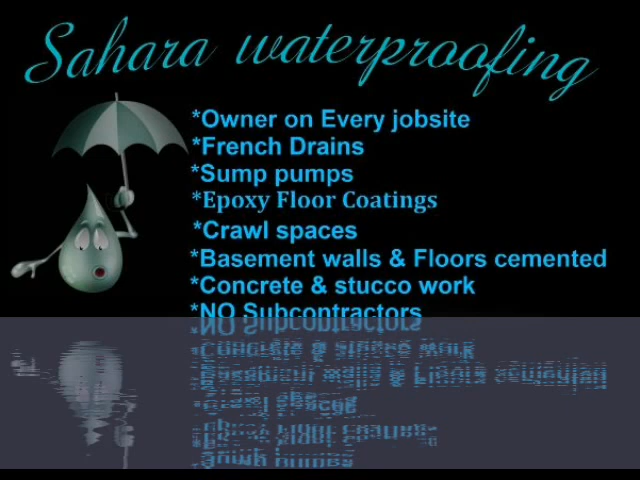 Sahara waterproofing
*Owner on Every jobsite
*French Drains
*Sump pumps
*Epoxy Floor Coatings
*Crawl spaces
*Basement walls & Floors cemented
*Concrete & stucco work
*NO Subcontractors